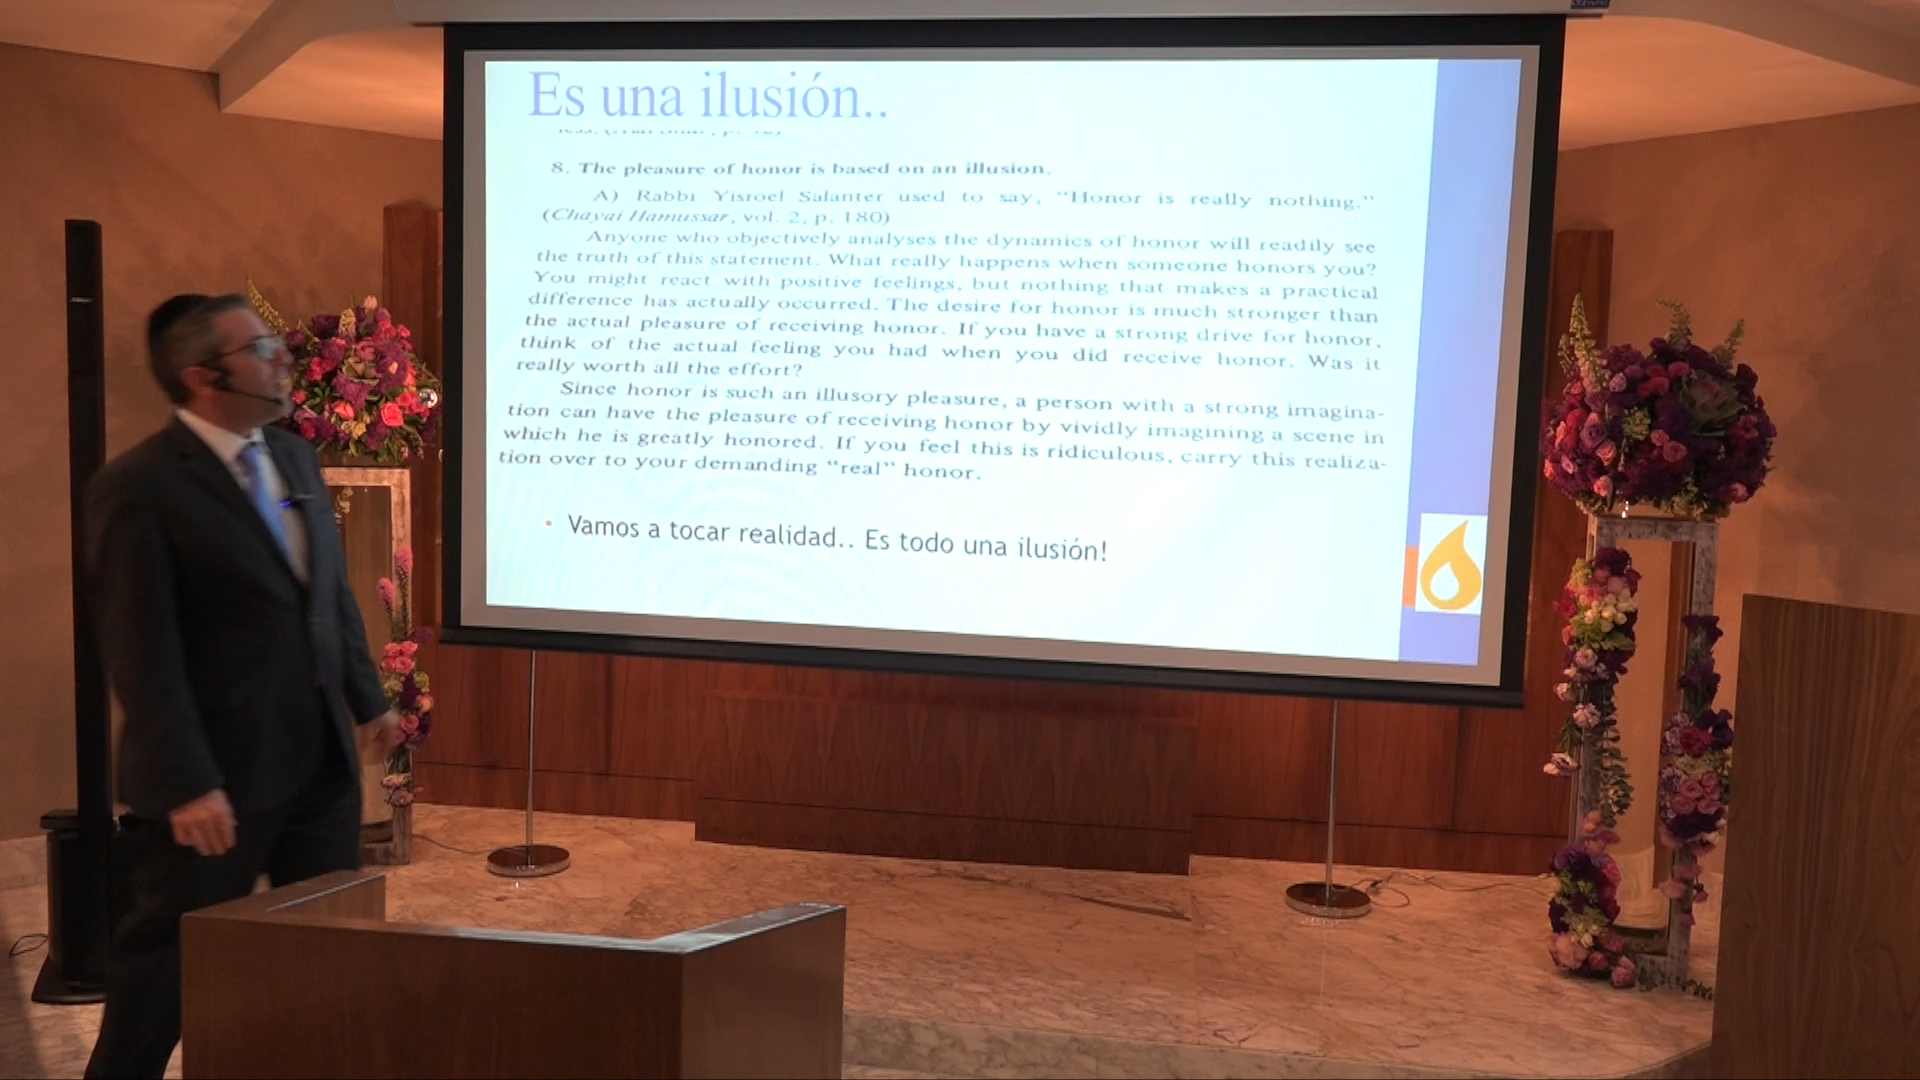 Es una ilusión..
8. The pleasure of honor is based on an illusion.
A) Rabbi Yisroel Salanter used to say, "Honor is really nothing."
(Chayai Hamussar, vol. 2, p. 180)
Anyone who objectively analyses the dynamics of honor will readily see
the truth of this statement. What really happens when someone honors you?
You might react with positive feelings, but nothing that makes a practical
difference has actually occurred. The desire for honor is much stronger than
the actual pleasure of receiving honor. If you have a strong drive for honor,
think of the actual feeling you had when you did receive honor. Was it
really worth all the effort?
Since honor is such an illusory pleasure, a person with a strong imagina-
tion can have the pleasure of receiving honor by vividly imagining a scene in
which he is greatly honored. If you feel this is ridiculous, carry this realiza-
tion over to your demanding "real" honor.
• Vamos a tocar realidad.. Es todo una ilusión!